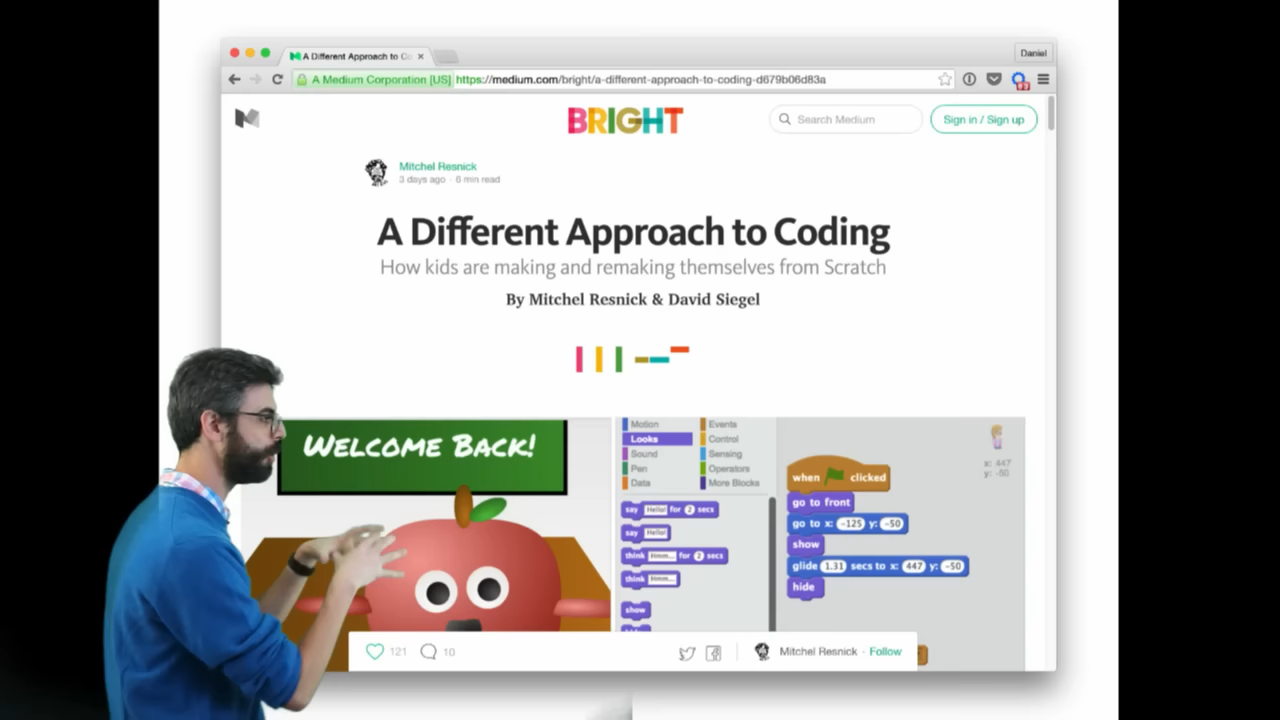 A Different Approach to Co
Daniel
A Medium Corporation [US] https://medium.com/bright/a-different-approach-to-coding-d679b06d83a
BRIGHT
Search Medium
Sign in / Sign up
Mitchel Resnick
3 days ago · 6 min read
A Different Approach to Coding
How kids are making and remaking themselves from Scratch
By Mitchel Resnick & David Siegel
WELCOME BACK!
Motion Events
Looks Control
Sound Sensing
Pen Operators
Data More Blocks
say Hello! for 2 secs
say Hello!
think Hmm... for 2 secs
think Hmm...
show
x: 447
y: -50
when clicked
go to front
go to x: -125 y: -50
show
glide 1.31 secs to x: 447 y: -50
hide
121 10
Mitchel Resnick · Follow